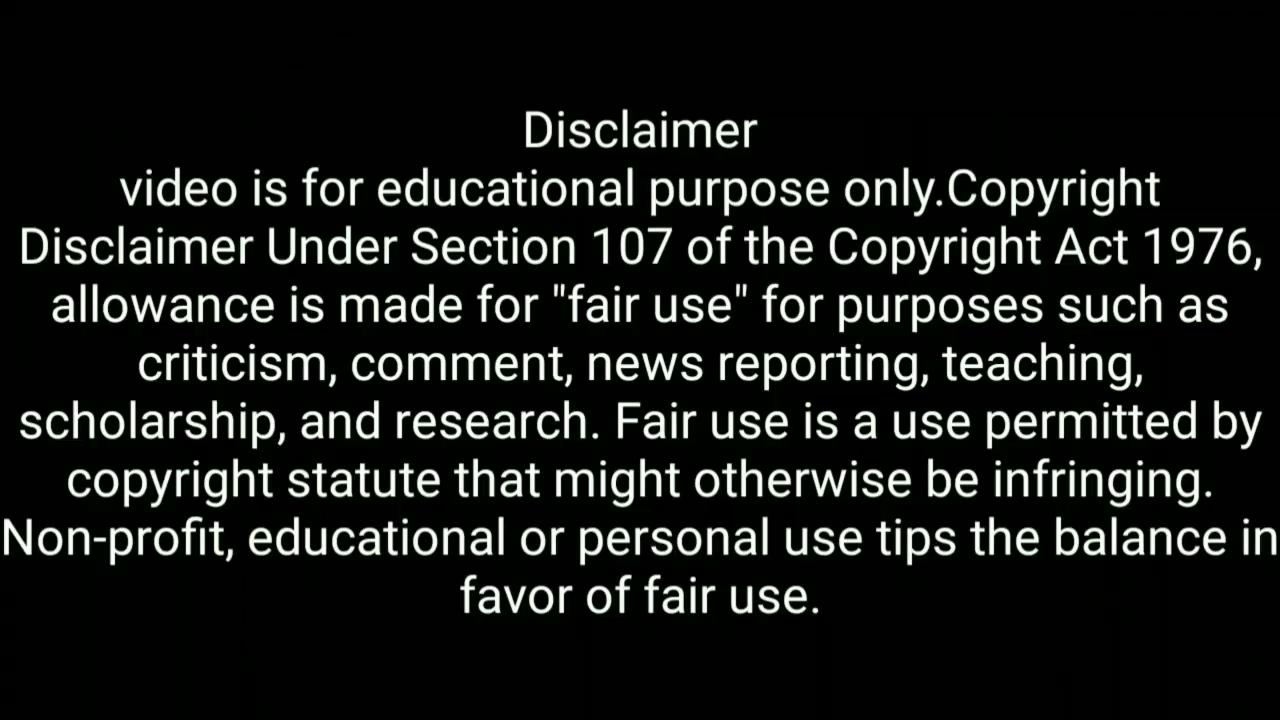 Disclaimer
video is for educational purpose only.Copyright
Disclaimer Under Section 107 of the Copyright Act 1976,
allowance is made for "fair use" for purposes such as
criticism, comment, news reporting, teaching,
scholarship, and research. Fair use is a use permitted by
copyright statute that might otherwise be infringing.
Non-profit, educational or personal use tips the balance in
favor of fair use.